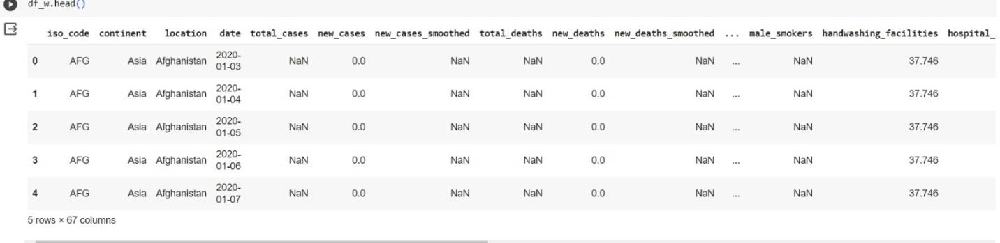 df_w.head()
iso_code continent location date total_cases new_cases new_cases_smoothed total_deaths new_deaths new_deaths_smoothed ... male_smokers handwashing_facilities hospital_
0 AFG Asia Afghanistan 2020-01-03 NaN 0.0 NaN NaN 0.0 NaN ... NaN 37.746
1 AFG Asia Afghanistan 2020-01-04 NaN 0.0 NaN NaN 0.0 NaN ... NaN 37.746
2 AFG Asia Afghanistan 2020-01-05 NaN 0.0 NaN NaN 0.0 NaN ... NaN 37.746
3 AFG Asia Afghanistan 2020-01-06 NaN 0.0 NaN NaN 0.0 NaN ... NaN 37.746
4 AFG Asia Afghanistan 2020-01-07 NaN 0.0 NaN NaN 0.0 NaN ... NaN 37.746
5 rows × 67 columns